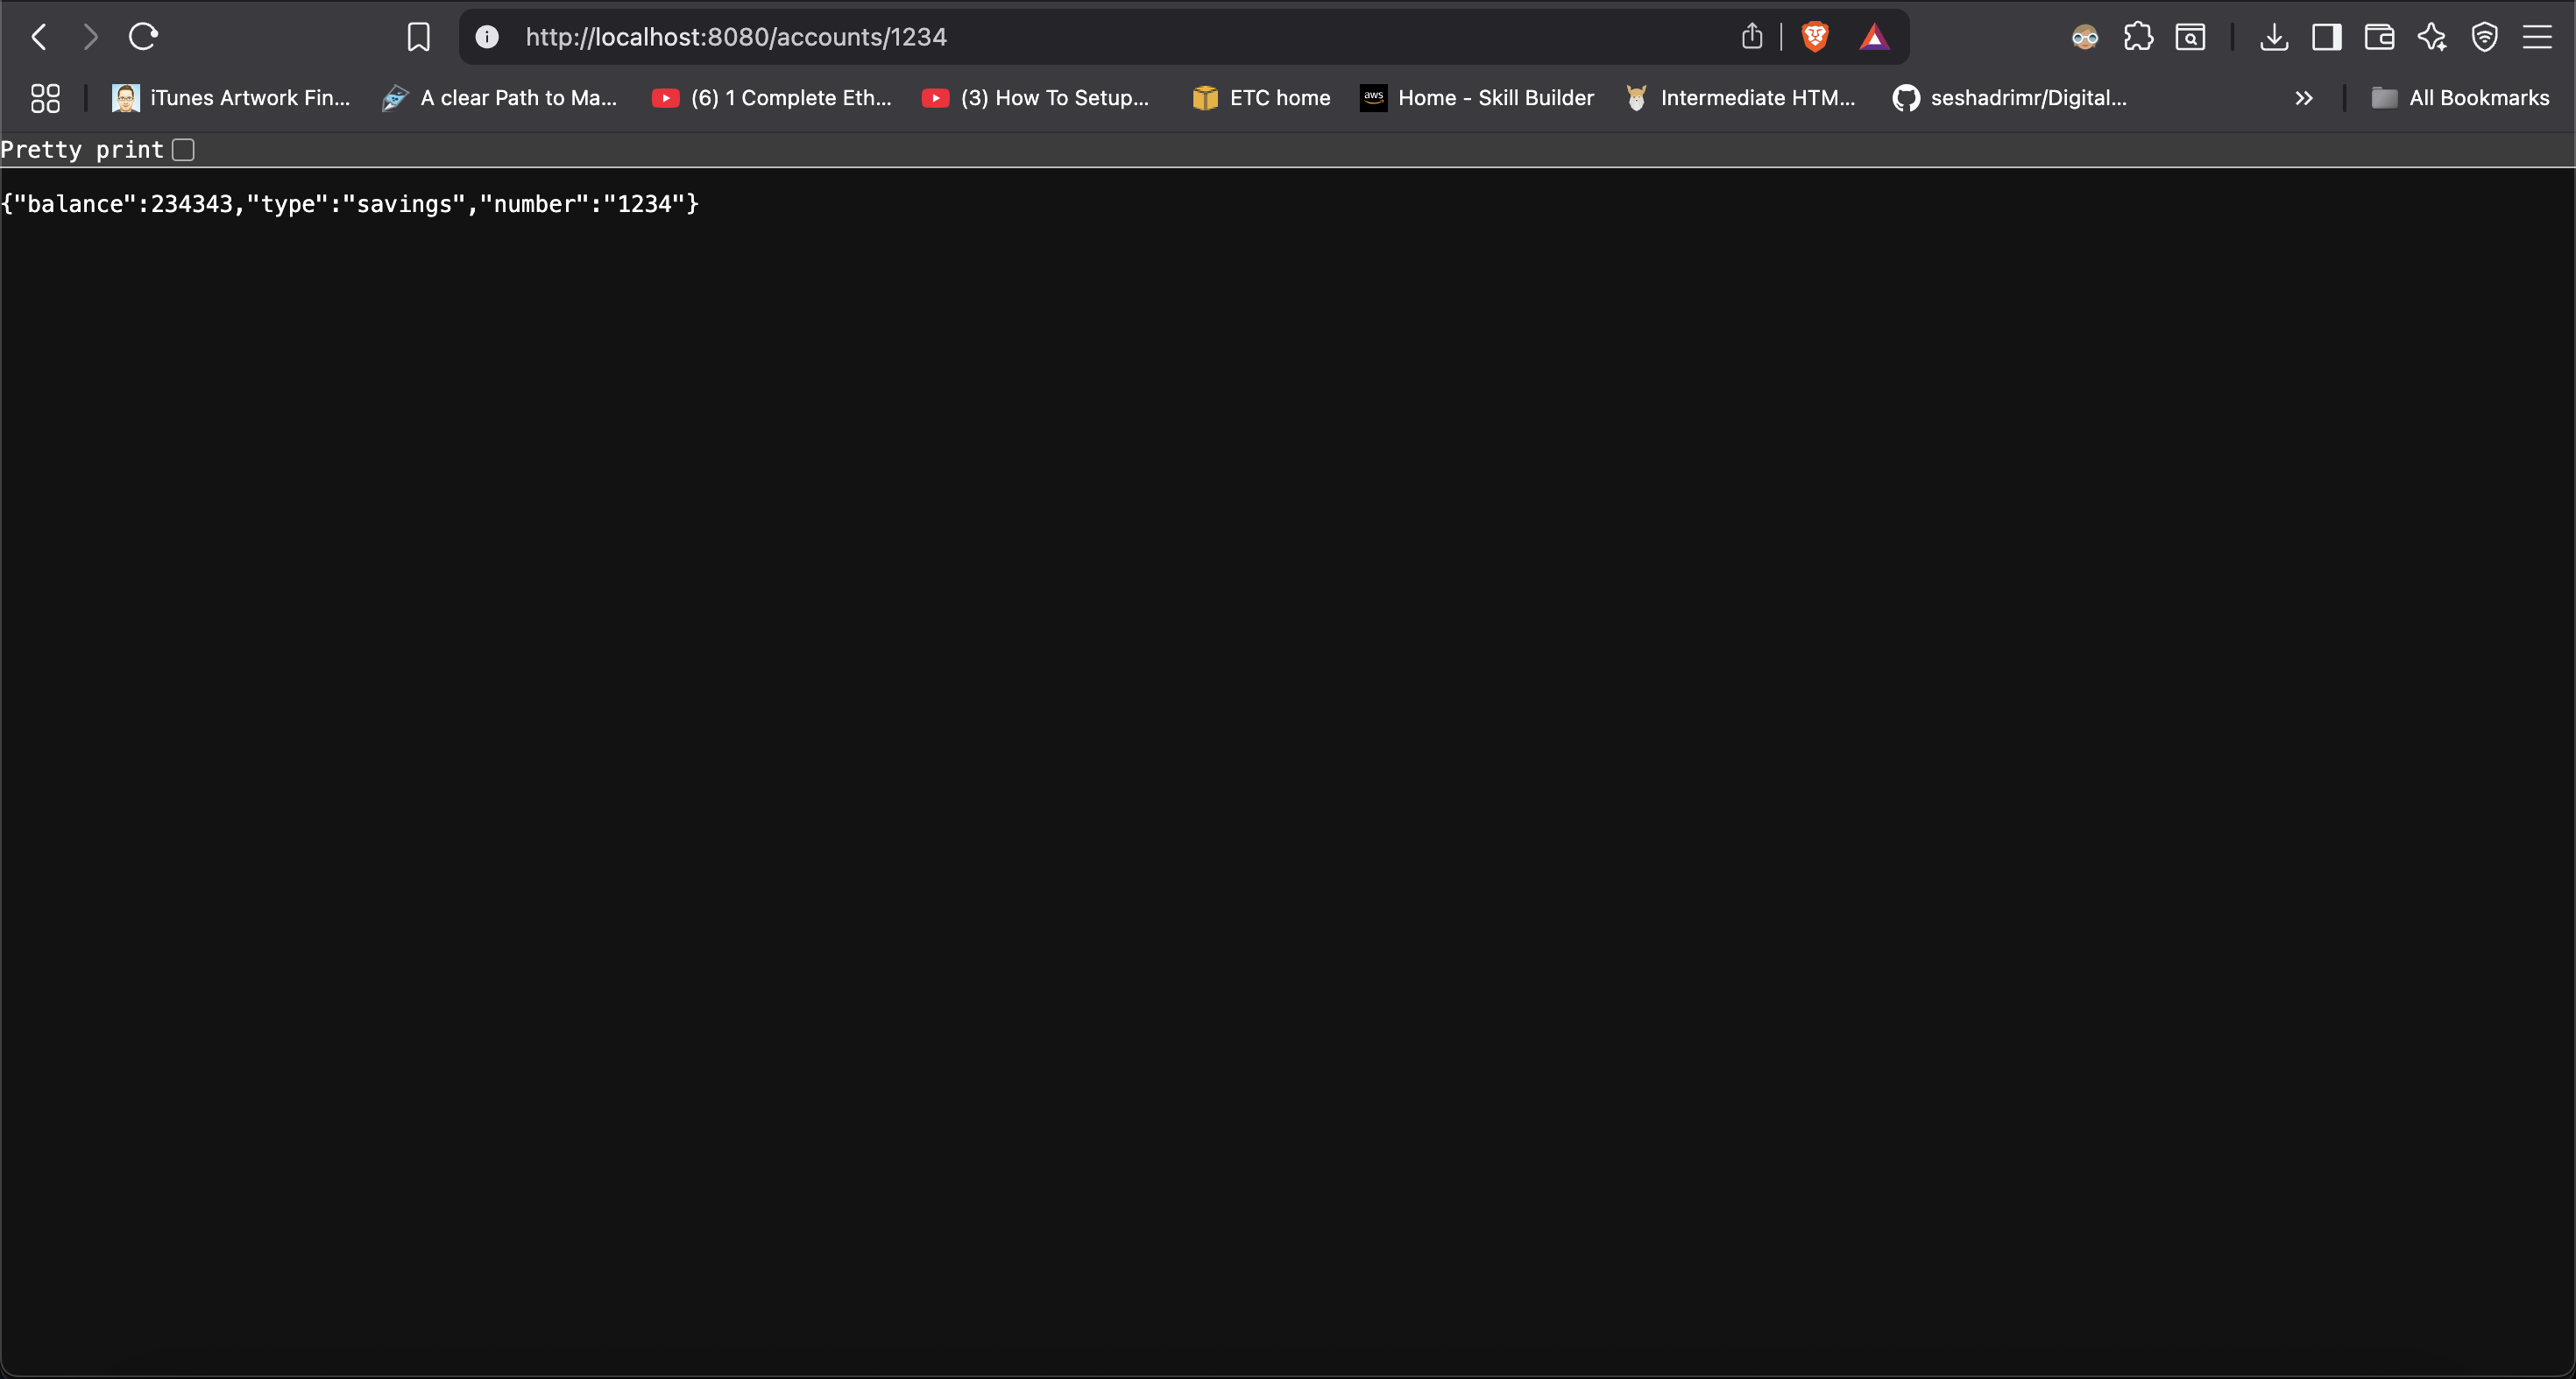 http://localhost:8080/accounts/1234
iTunes Artwork Fin... A clear Path to Ma... (6) 1 Complete Eth... (3) How To Setup... ETC home aws Home - Skill Builder Intermediate HTM... seshadrimr/Digital... All Bookmarks
Pretty print
{"balance":234343,"type":"savings","number":"1234"}